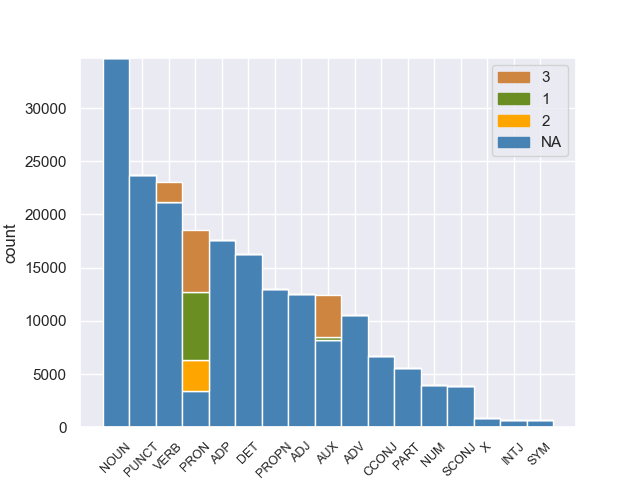 3
1
2
NA
count
30000
25000
20000
15000
10000
5000
0
NOUN
PUNCT
VERB
PRON
ADP
DET
PROPN
ADJ
AUX
ADV
CCONJ
PART
NUM
SCONJ
X
INTJ
SYM